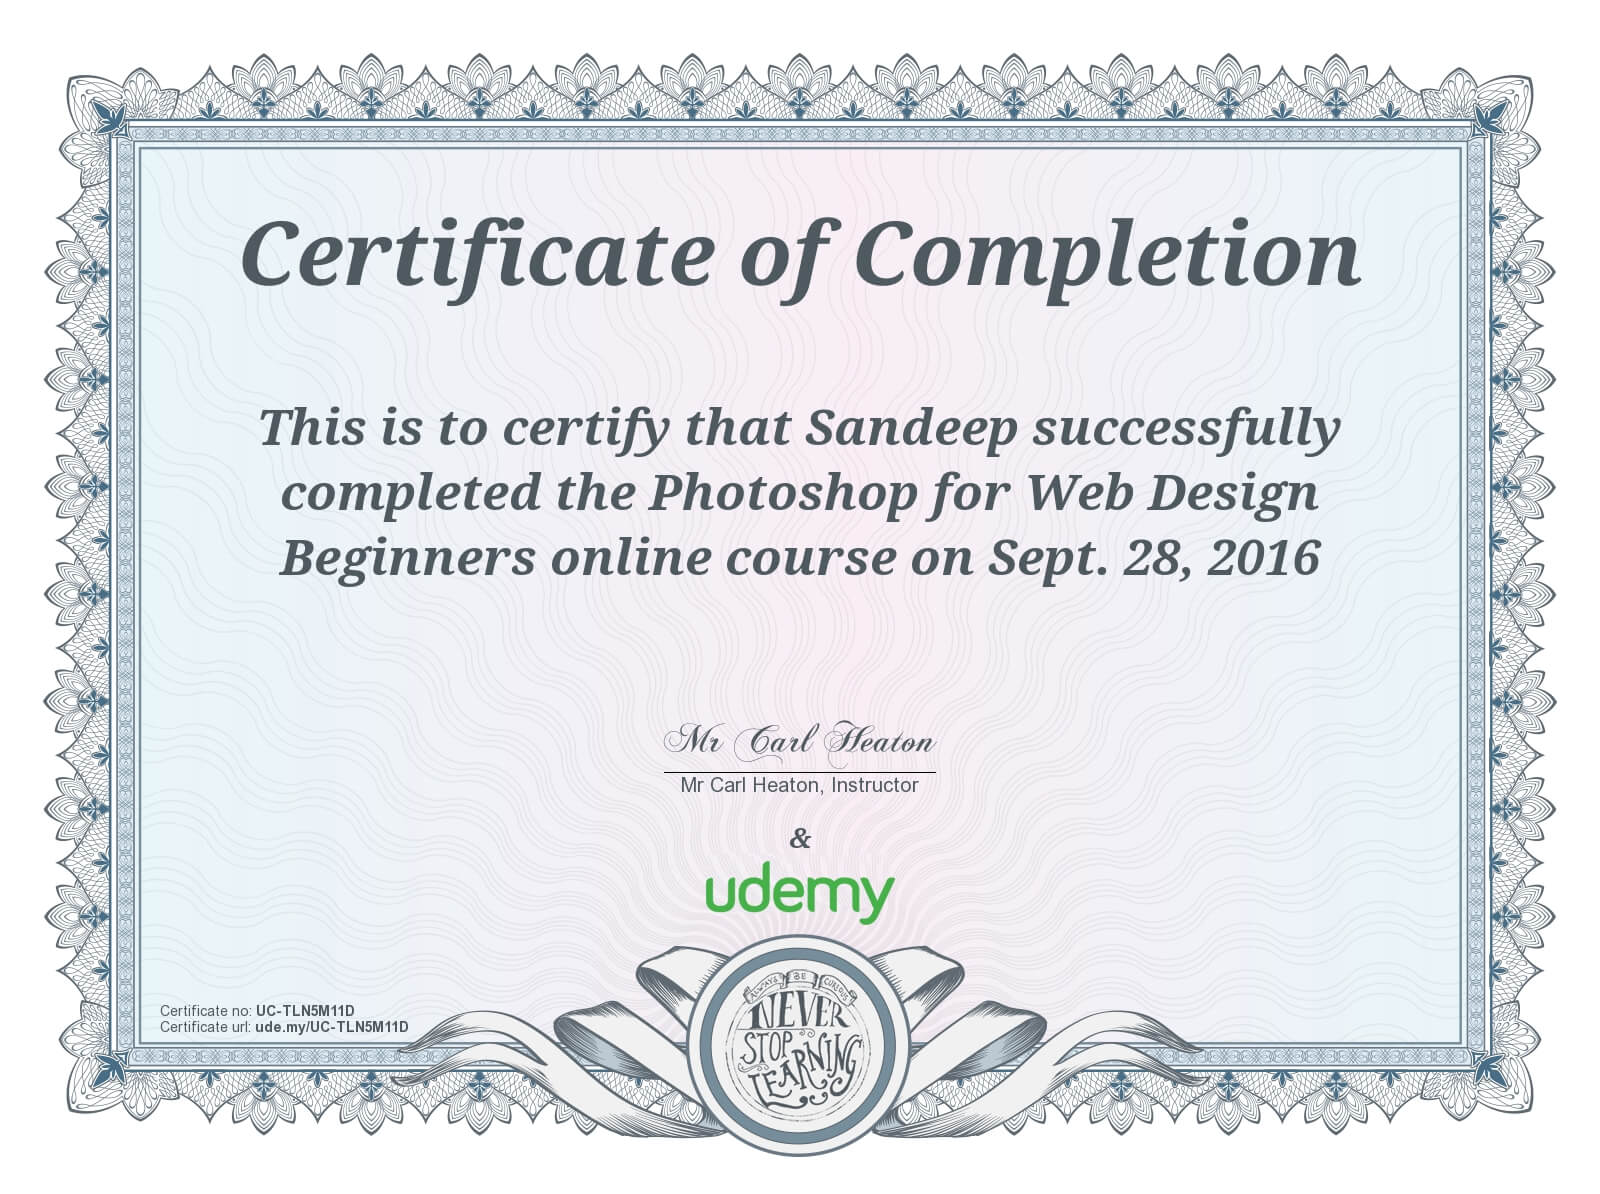 Certificate of Completion
This is to certify that Sandeep successfully
completed the Photoshop for Web Design
Beginners online course on Sept. 28, 2016
Mr Carl Heaton
Mr Carl Heaton, Instructor
&
udemy
Certificate no: UC-TLN5M11D
Certificate url: ude.my/UC-TLN5M11D
ALWAYS BE CURIOUS
NEVER
STOP
LEARNING